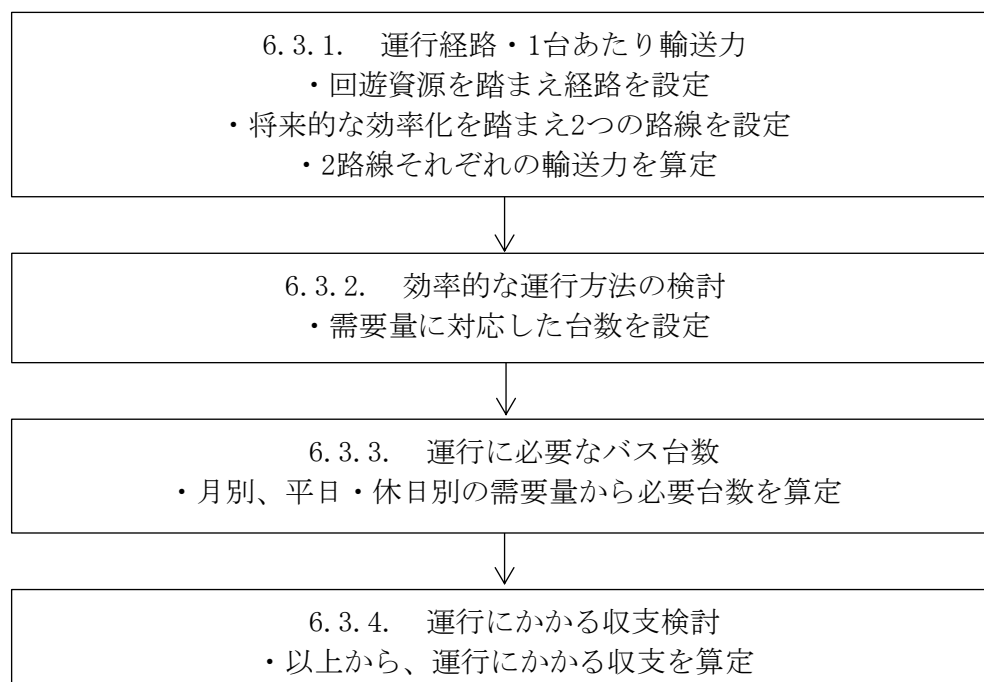 6.3.1. 運行経路・1台あたり輸送力
・回遊資源を踏まえ経路を設定
・将来的な効率化を踏まえ2つの路線を設定
・2路線それぞれの輸送力を算定
6.3.2. 効率的な運行方法の検討
・需要量に対応した台数を設定
6.3.3. 運行に必要なバス台数
・月別、平日・休日別の需要量から必要台数を算定
6.3.4. 運行にかかる収支検討
・以上から、運行にかかる収支を算定